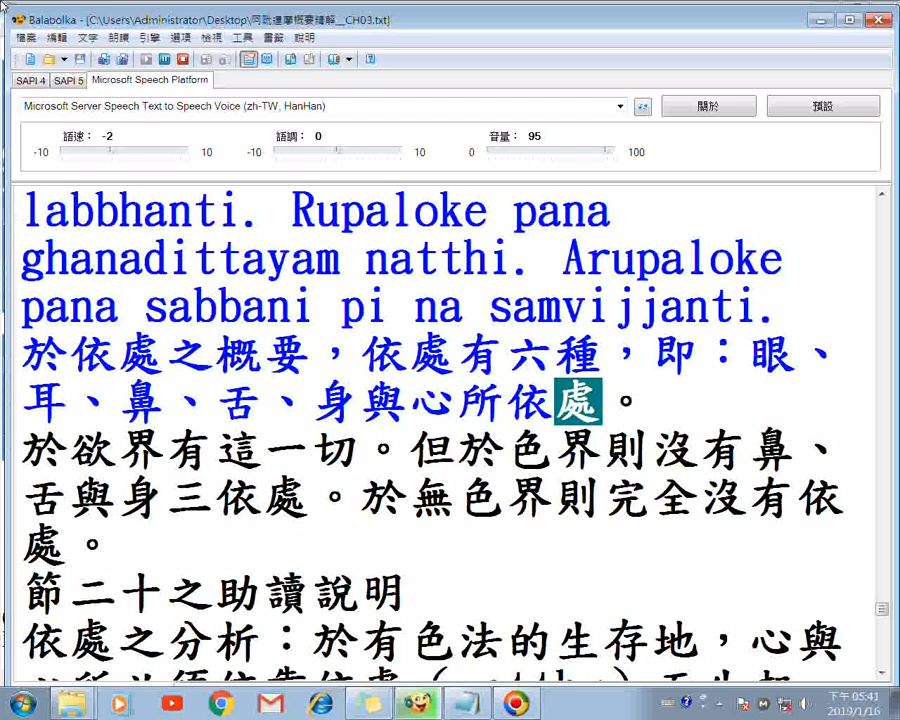 Balabolka - [C:\Users\Administrator\Desktop\阿毗達摩概要精解__CH03.txt]
檔案 編輯 文字 朗讀 引擎 選項 檢視 工具 書籤 說明
SAPI 4 SAPI 5 Microsoft Speech Platform
Microsoft Server Speech Text to Speech Voice (zh-TW, HanHan) 關於 預設
語速： -2 語調： 0 音量： 95
-10 10 -10 10 0 100
labbhanti. Rupaloke pana
ghanadittayam natthi. Arupaloke
pana sabbani pi na samvijjanti.
於依處之概要，依處有六種，即：眼、
耳、鼻、舌、身與心所依處。
於欲界有這一切。但於色界則沒有鼻、
舌與身三依處。於無色界則完全沒有依
處。
節二十之助讀說明
依處之分析：於有色法的生存地，心與
下午 05:41
2019/1/16